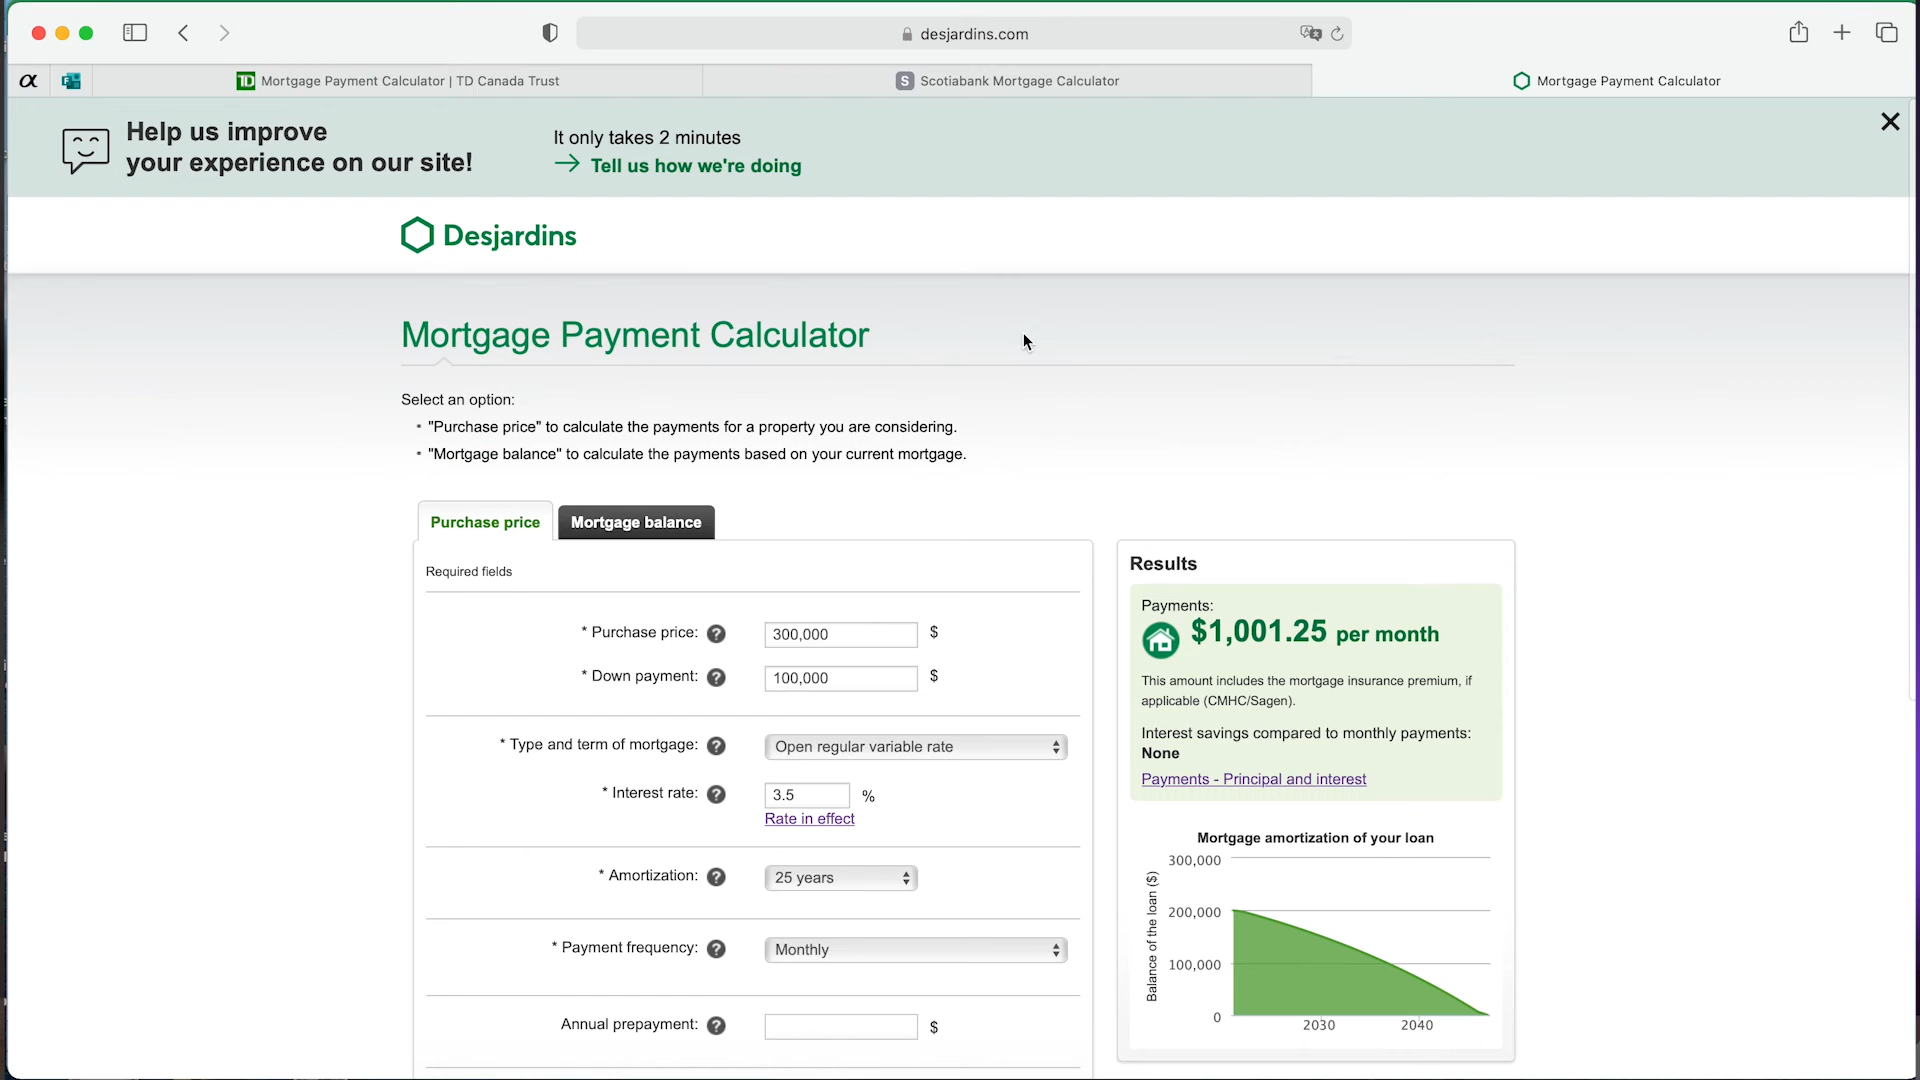 desjardins.com
α
F
TD Mortgage Payment Calculator | TD Canada Trust
S Scotiabank Mortgage Calculator
Mortgage Payment Calculator
Help us improve
your experience on our site!
It only takes 2 minutes
Tell us how we're doing
Desjardins
Mortgage Payment Calculator
Select an option:
• "Purchase price" to calculate the payments for a property you are considering.
• "Mortgage balance" to calculate the payments based on your current mortgage.
Purchase price
Mortgage balance
Required fields
* Purchase price: ? 300,000 $
* Down payment: ? 100,000 $
* Type and term of mortgage: ? Open regular variable rate
* Interest rate: ? 3.5 %
Rate in effect
* Amortization: ? 25 years
* Payment frequency: ? Monthly
Annual prepayment: ? $
Results
Payments:
$1,001.25 per month
This amount includes the mortgage insurance premium, if
applicable (CMHC/Sagen).
Interest savings compared to monthly payments:
None
Payments - Principal and interest
Mortgage amortization of your loan
Balance of the loan ($)
300,000
200,000
100,000
0
2030
2040